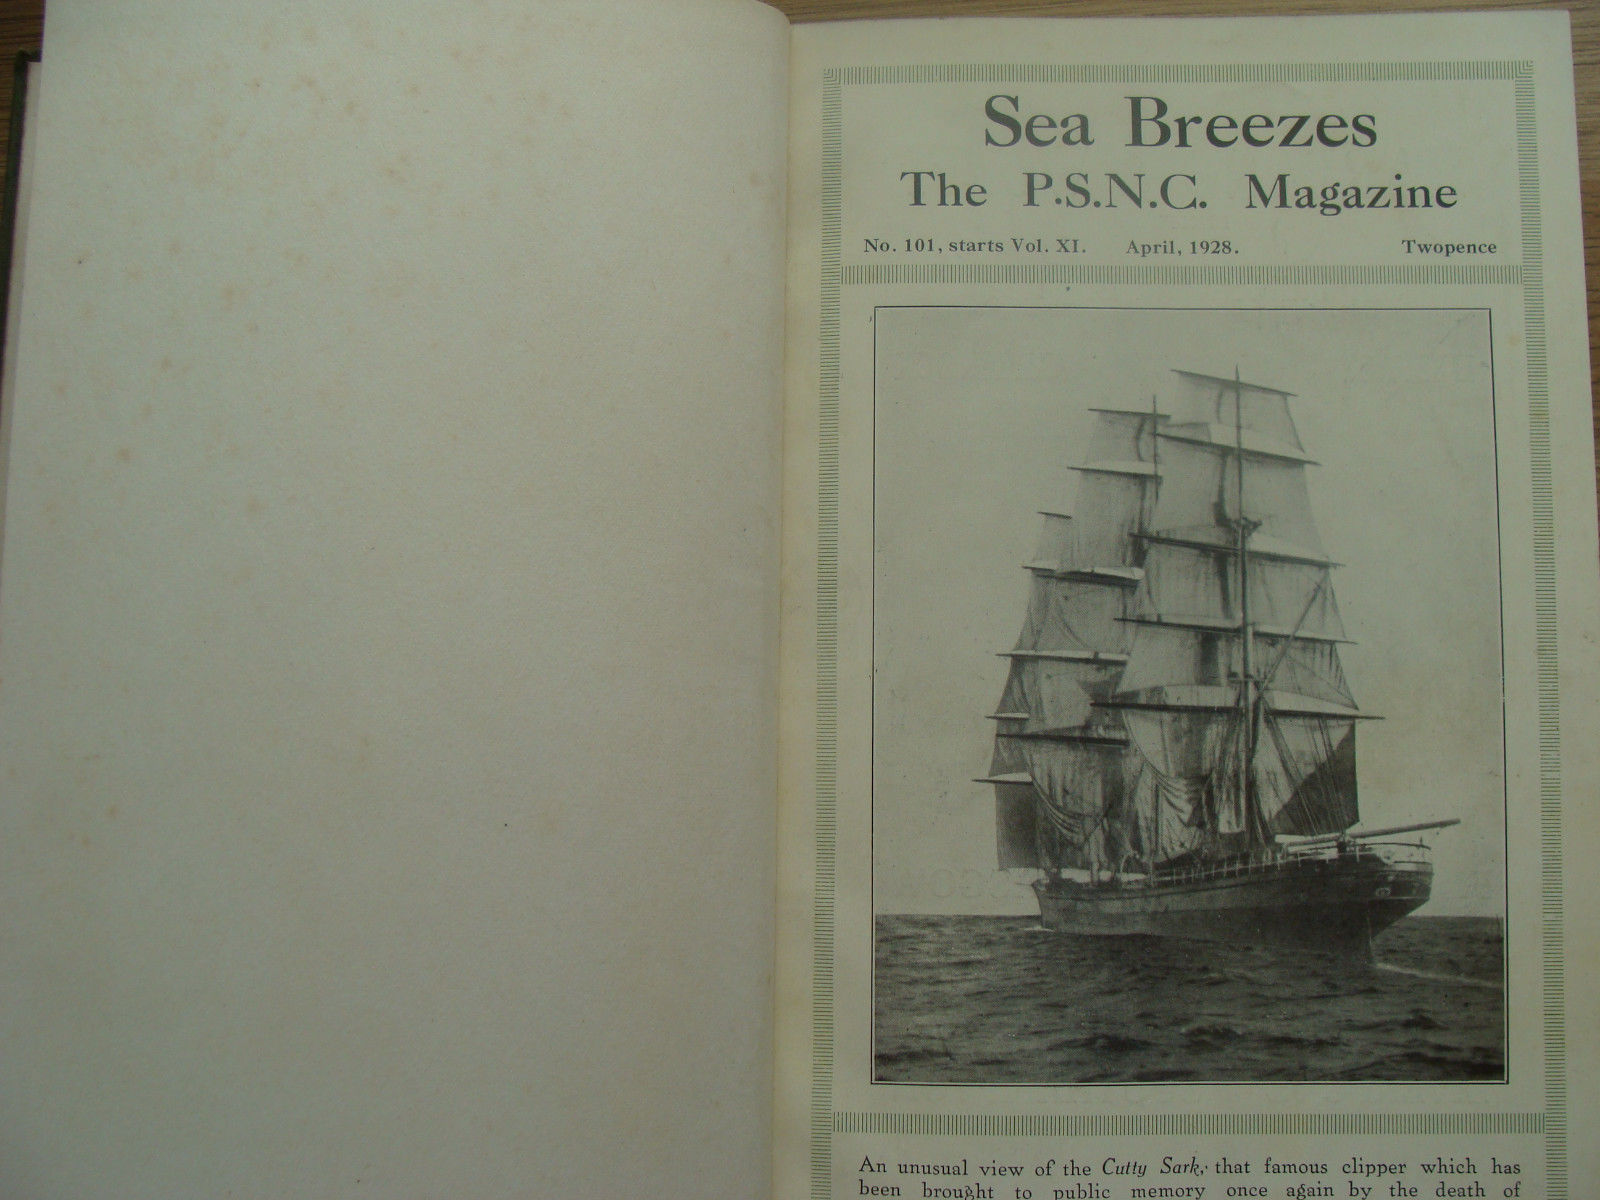 Sea Breezes
The P.S.N.C. Magazine
No. 101, starts Vol. XI. April, 1928. Twopence
An unusual view of the Cutty Sark, that famous clipper which has
been brought to public memory once again by the death of